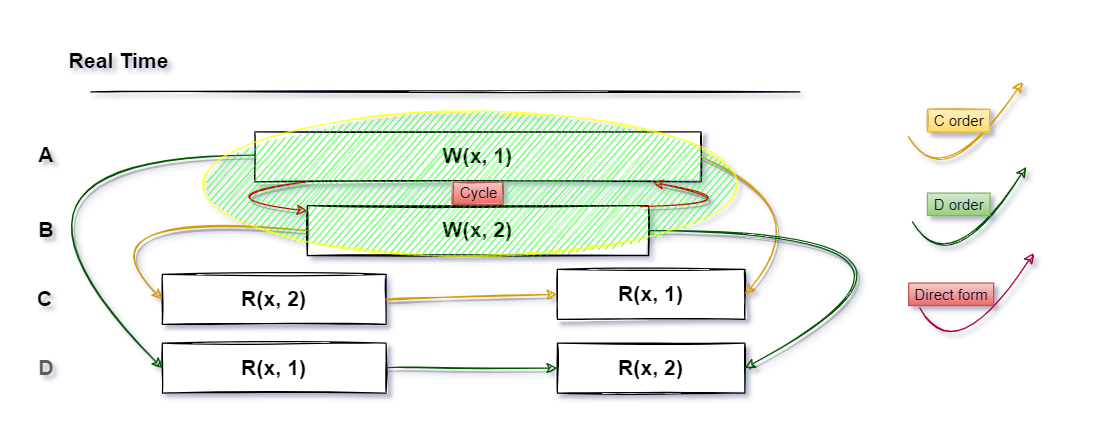 Real Time
C order
A
W(x, 1)
Cycle
D order
B
W(x, 2)
C
R(x, 2)
R(x, 1)
Direct form
D
R(x, 1)
R(x, 2)